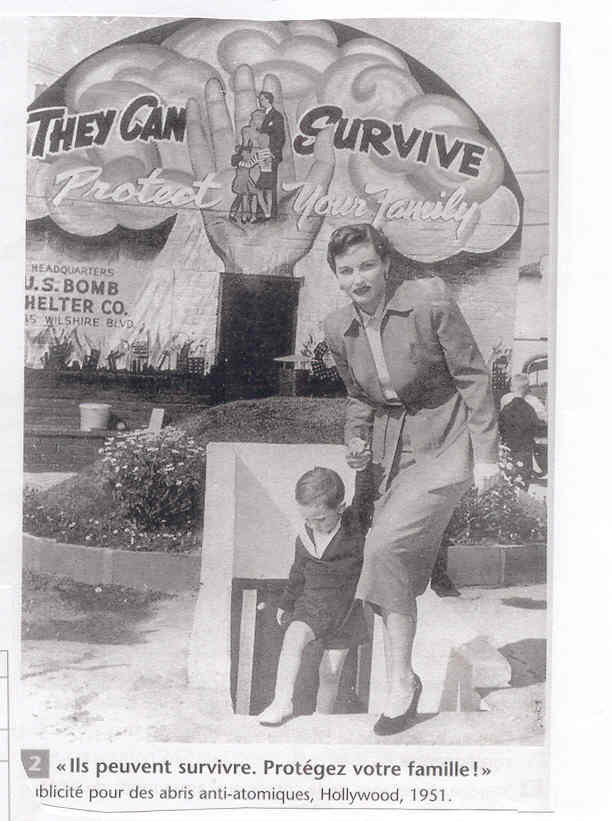 THEY CAN SURVIVE
Protect Your Family
HEADQUARTERS
U.S. BOMB
HELTER CO.
5 WILSHIRE BLVD
2 « Ils peuvent survivre. Protégez votre famille ! »
ublicité pour des abris anti-atomiques, Hollywood, 1951.